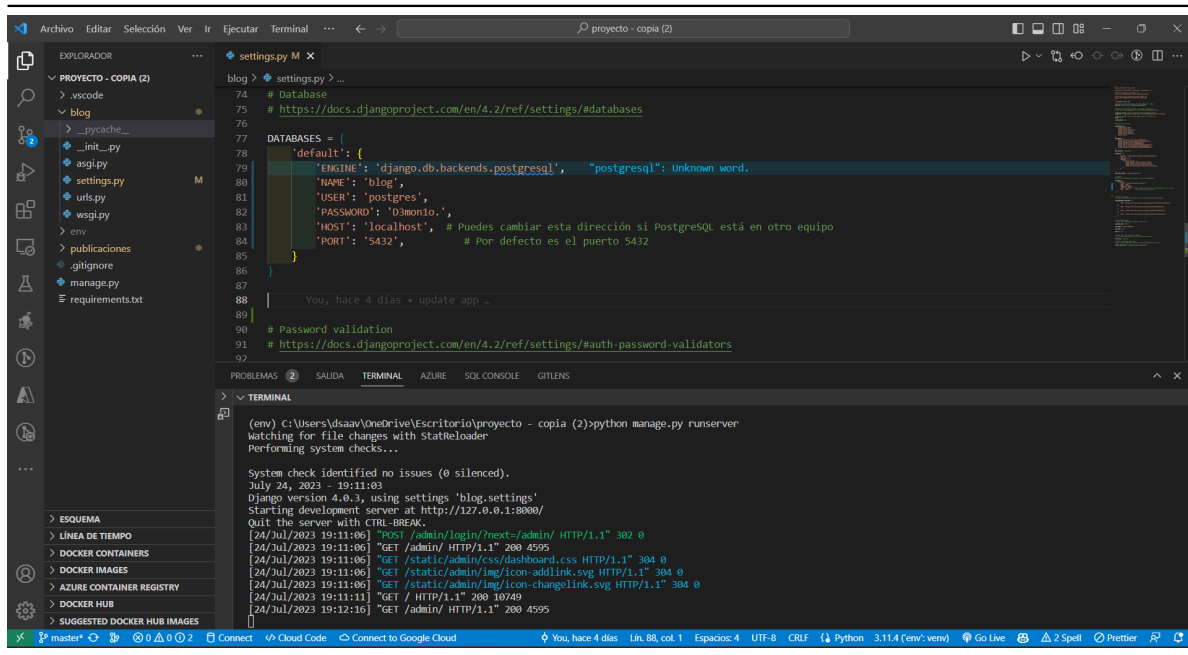 Archivo Editar Selección Ver Ir Ejecutar Terminal ··· proyecto - copia (2)
EXPLORADOR ···
PROYECTO - COPIA (2)
.vscode
blog
__pycache__
__init__.py
asgi.py
settings.py M
urls.py
wsgi.py
env
publicaciones
.gitignore
manage.py
requirements.txt
ESQUEMA
LÍNEA DE TIEMPO
DOCKER CONTAINERS
DOCKER IMAGES
AZURE CONTAINER REGISTRY
DOCKER HUB
SUGGESTED DOCKER HUB IMAGES
2
settings.py M
blog > settings.py > ...
74 # Database
75 # https://docs.djangoproject.com/en/4.2/ref/settings/#databases
76
77 DATABASES = {
78 'default': {
79 'ENGINE': 'django.db.backends.postgresql', "postgresql": Unknown word.
80 'NAME': 'blog',
81 'USER': 'postgres',
82 'PASSWORD': 'D3mon1o.',
83 'HOST': 'localhost', # Puedes cambiar esta dirección si PostgreSQL está en otro equipo
84 'PORT': '5432', # Por defecto es el puerto 5432
85 }
86 }
87
88 You, hace 4 días • update app …
89
90 # Password validation
91 # https://docs.djangoproject.com/en/4.2/ref/settings/#auth-password-validators
92
PROBLEMAS 2 SALIDA TERMINAL AZURE SQL CONSOLE GITLENS
TERMINAL
(env) C:\Users\dsaav\OneDrive\Escritorio\proyecto - copia (2)>python manage.py runserver
Watching for file changes with StatReloader
Performing system checks...
System check identified no issues (0 silenced).
July 24, 2023 - 19:11:03
Django version 4.0.3, using settings 'blog.settings'
Starting development server at http://127.0.0.1:8000/
Quit the server with CTRL-BREAK.
[24/Jul/2023 19:11:06] "POST /admin/login/?next=/admin/ HTTP/1.1" 302 0
[24/Jul/2023 19:11:06] "GET /admin/ HTTP/1.1" 200 4595
[24/Jul/2023 19:11:06] "GET /static/admin/css/dashboard.css HTTP/1.1" 304 0
[24/Jul/2023 19:11:06] "GET /static/admin/img/icon-addlink.svg HTTP/1.1" 304 0
[24/Jul/2023 19:11:06] "GET /static/admin/img/icon-changelink.svg HTTP/1.1" 304 0
[24/Jul/2023 19:11:11] "GET / HTTP/1.1" 200 10749
[24/Jul/2023 19:12:16] "GET /admin/ HTTP/1.1" 200 4595
master* 0 0 2 Connect Cloud Code Connect to Google Cloud You, hace 4 días Lín. 88, col. 1 Espacios: 4 UTF-8 CRLF Python 3.11.4 ('env': venv) Go Live 2 Spell Prettier